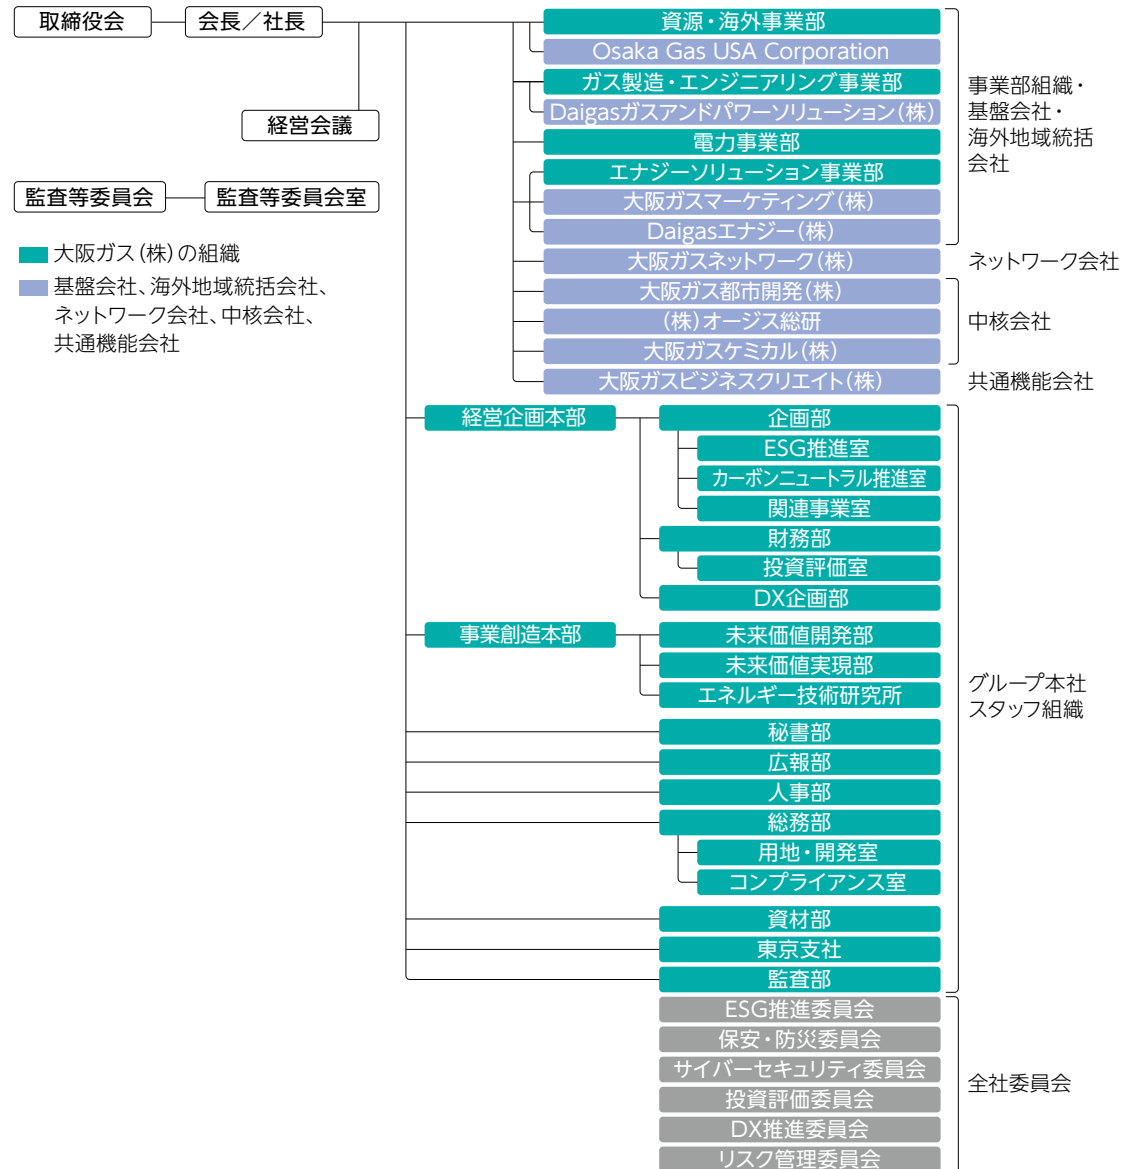 取締役会
会長／社長
経営会議
監査等委員会
監査等委員会室
大阪ガス（株）の組織
基盤会社、海外地域統括会社、
ネットワーク会社、中核会社、
共通機能会社
資源・海外事業部
Osaka Gas USA Corporation
ガス製造・エンジニアリング事業部
Daigasガスアンドパワーソリューション（株）
電力事業部
エナジーソリューション事業部
大阪ガスマーケティング（株）
Daigasエナジー（株）
事業部組織・
基盤会社・
海外地域統括
会社
大阪ガスネットワーク（株）
ネットワーク会社
大阪ガス都市開発（株）
（株）オージス総研
大阪ガスケミカル（株）
中核会社
大阪ガスビジネスクリエイト（株）
共通機能会社
経営企画本部
企画部
ESG推進室
カーボンニュートラル推進室
関連事業室
財務部
投資評価室
DX企画部
事業創造本部
未来価値開発部
未来価値実現部
エネルギー技術研究所
秘書部
広報部
人事部
総務部
用地・開発室
コンプライアンス室
資材部
東京支社
監査部
グループ本社
スタッフ組織
ESG推進委員会
保安・防災委員会
サイバーセキュリティ委員会
投資評価委員会
DX推進委員会
リスク管理委員会
全社委員会